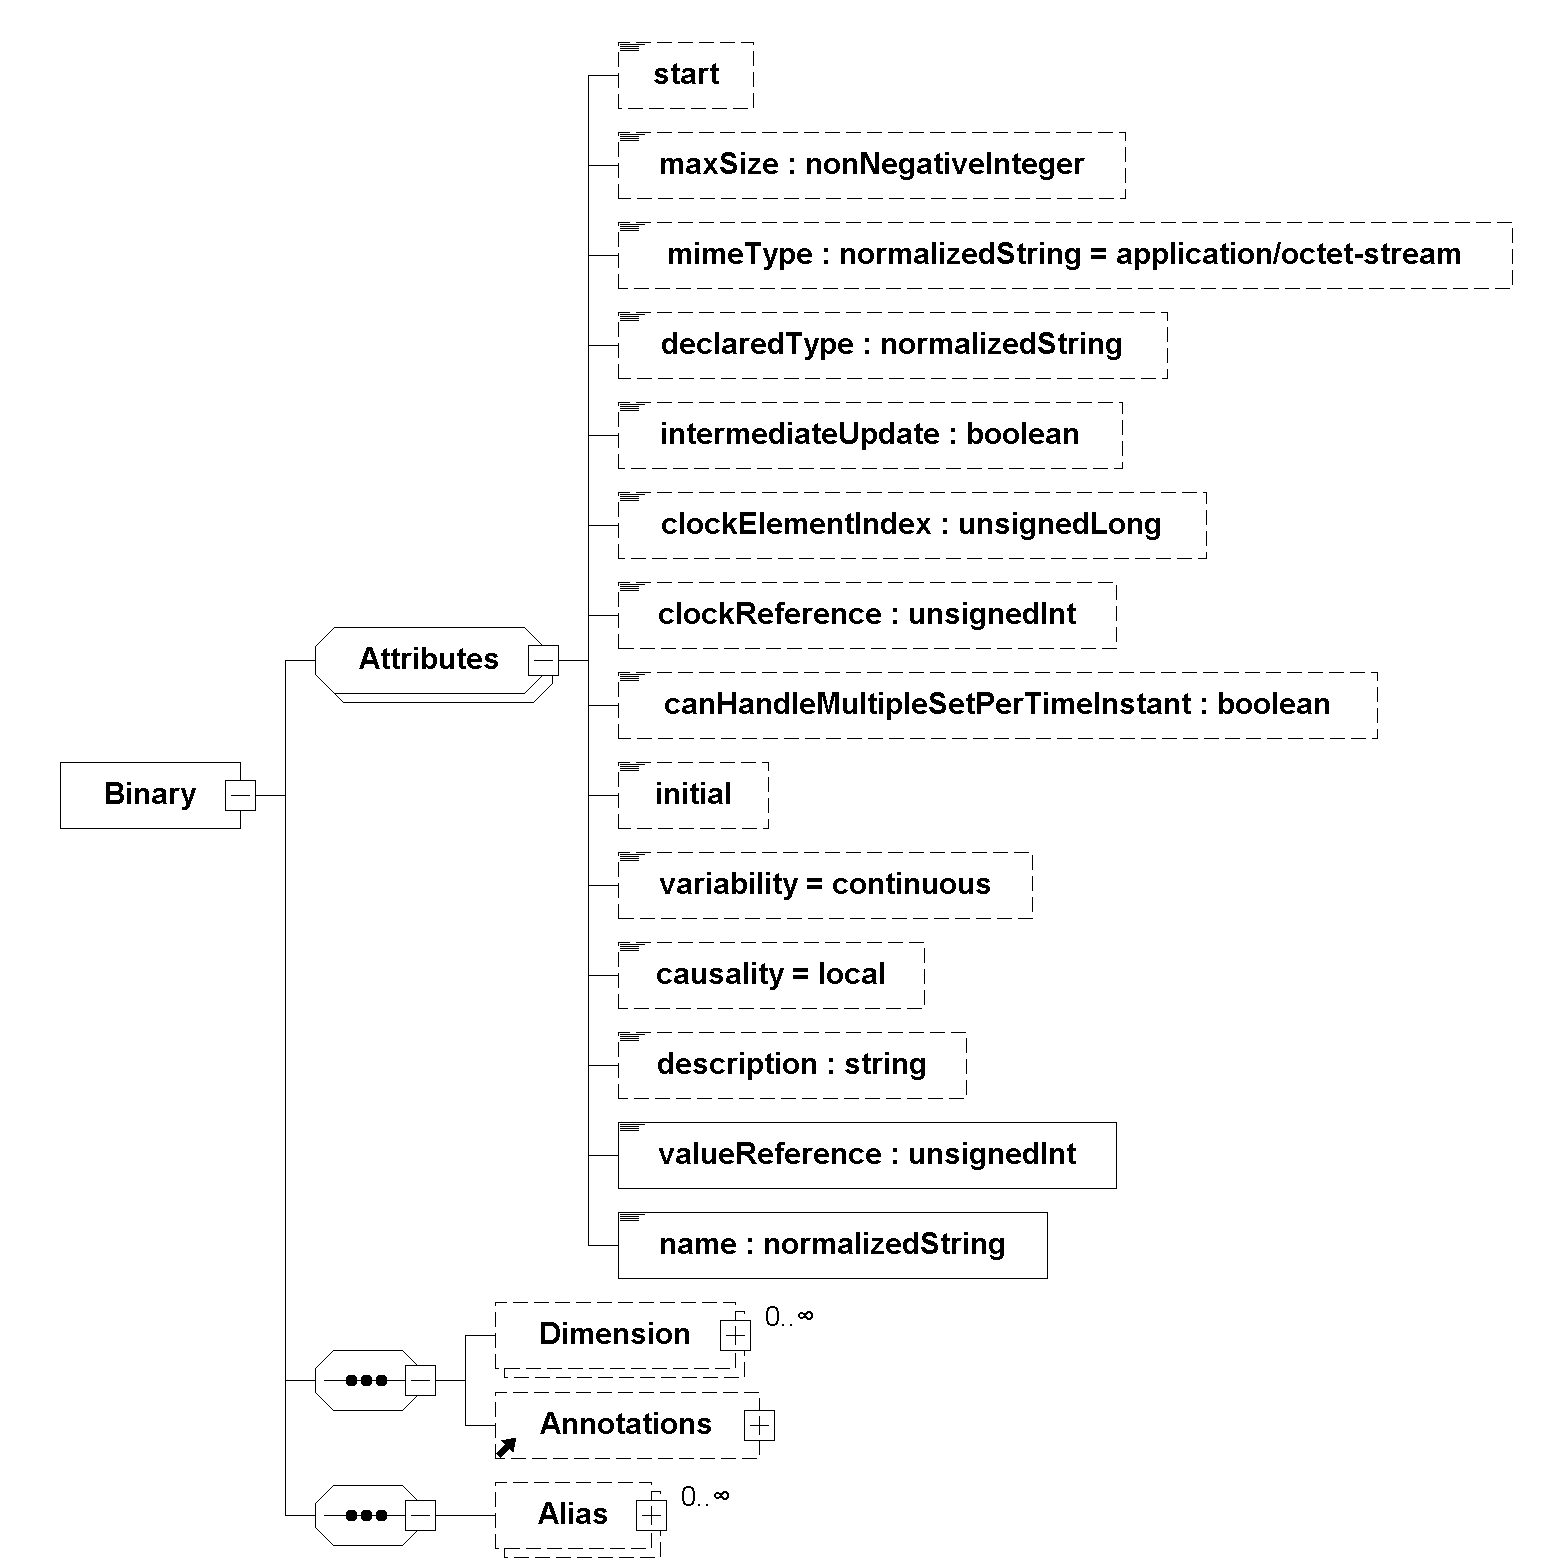 start
maxSize : nonNegativeInteger
mimeType : normalizedString = application/octet-stream
declaredType : normalizedString
intermediateUpdate : boolean
clockElementIndex : unsignedLong
clockReference : unsignedInt
Attributes
canHandleMultipleSetPerTimeInstant : boolean
Binary
initial
variability = continuous
causality = local
description : string
valueReference : unsignedInt
name : normalizedString
Dimension
0..∞
Annotations
Alias
0..∞